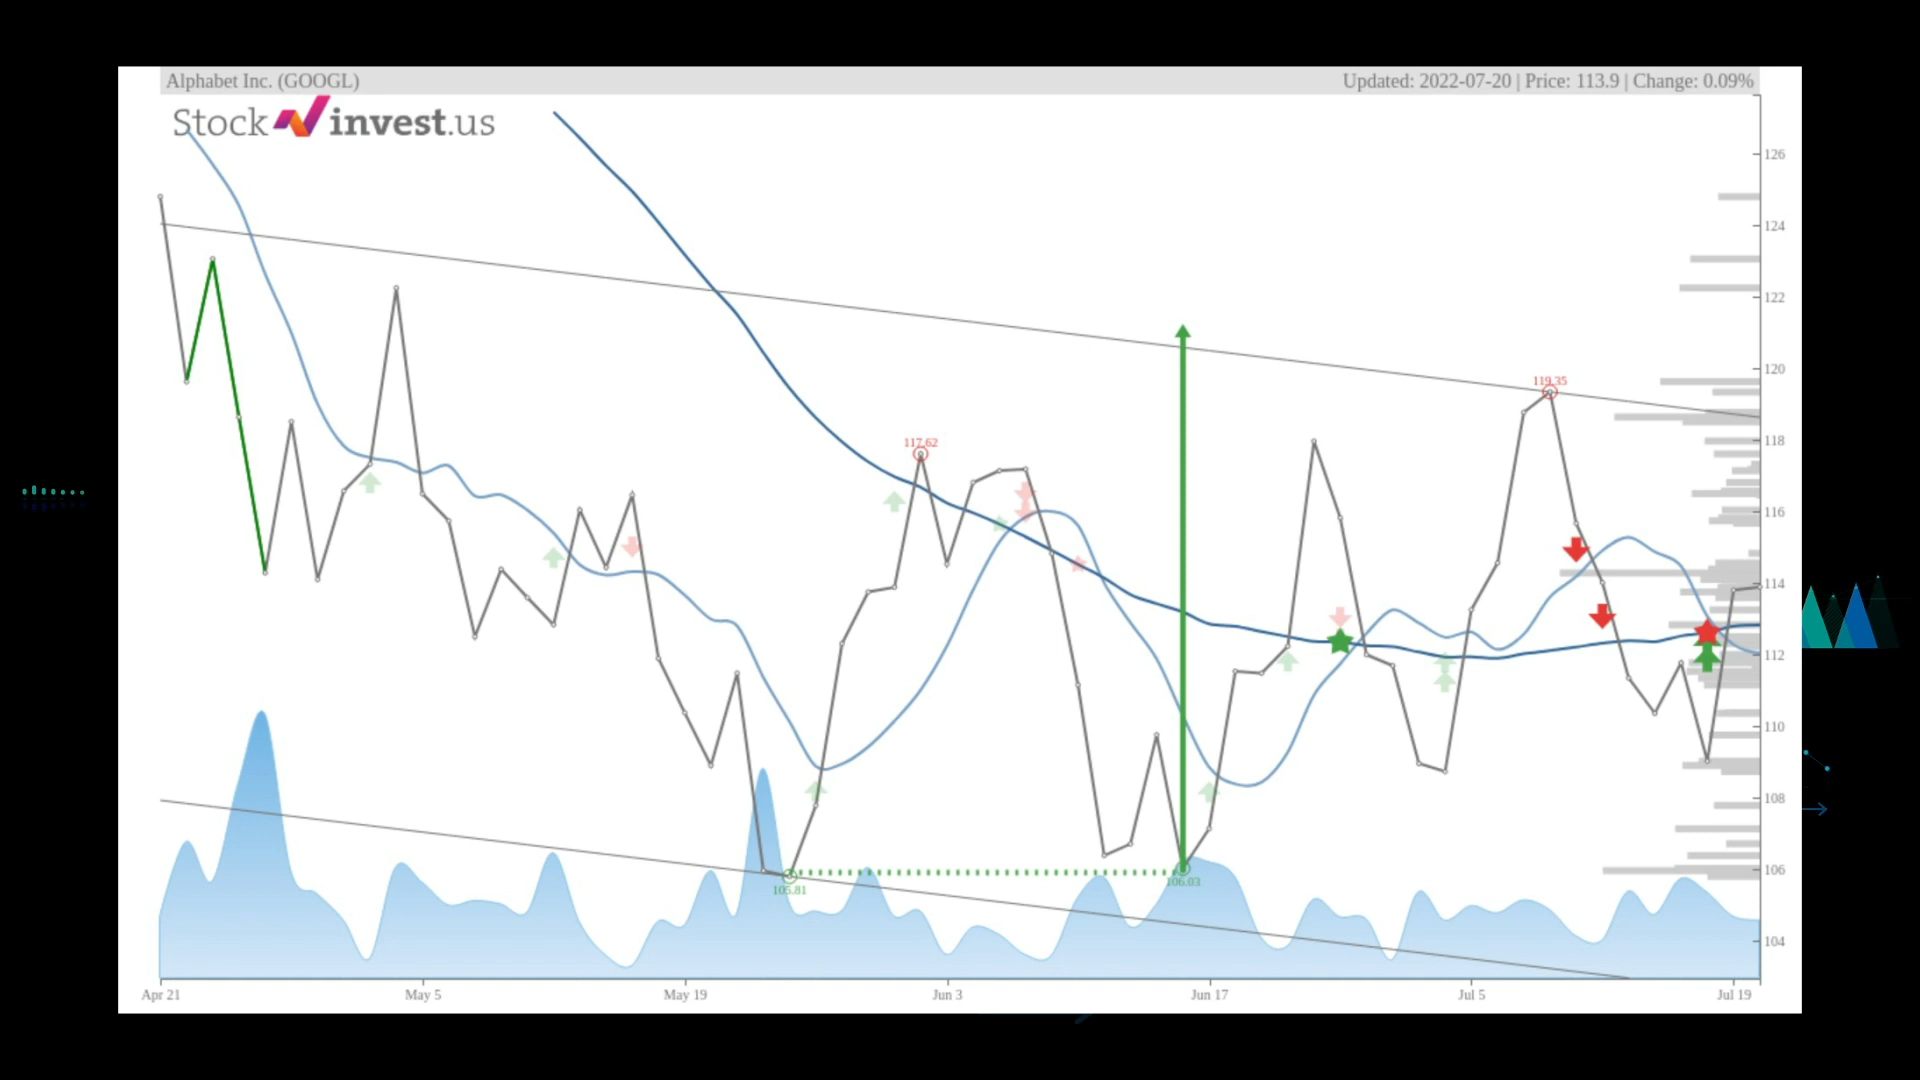 Alphabet Inc. (GOOGL)
Updated: 2022-07-20 | Price: 113.9 | Change: 0.09%
Stock invest.us
126
124
122
120
119.35
118
117.62
116
114
112
110
108
106
105.81
106.03
104
Apr 21
May 5
May 19
Jun 3
Jun 17
Jul 5
Jul 19